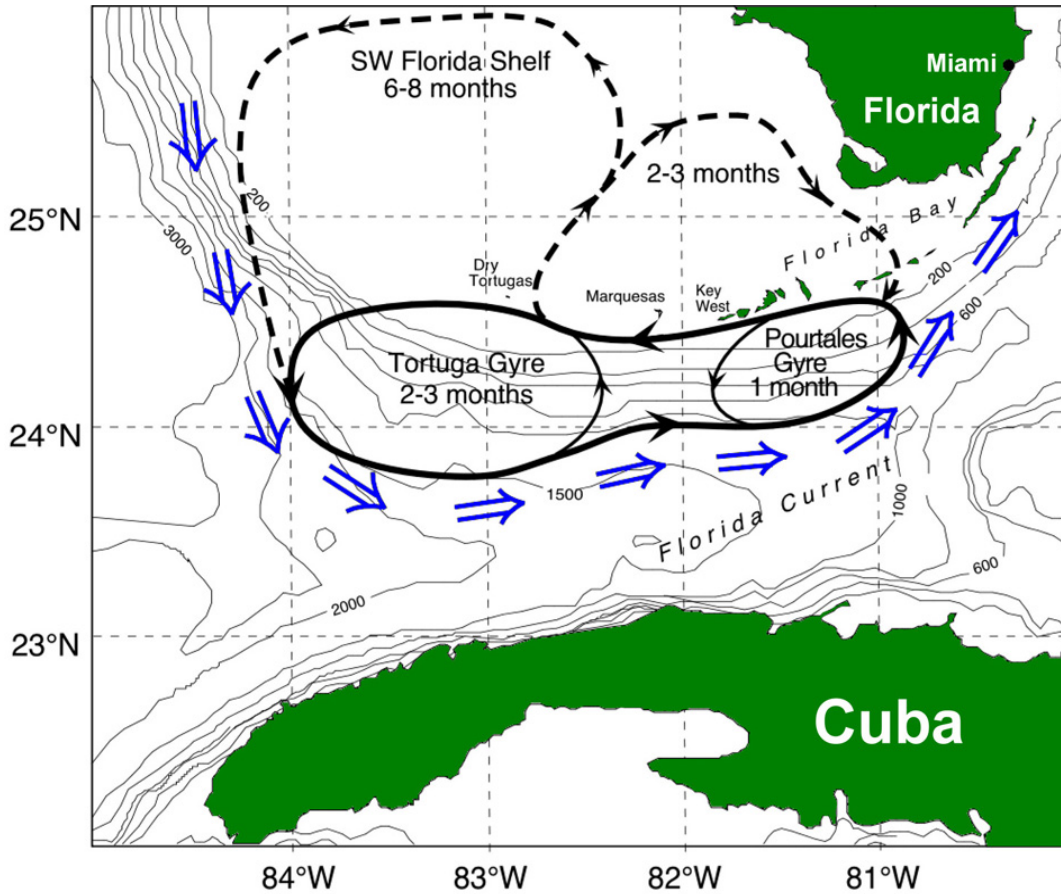 SW Florida Shelf
6-8 months
Miami
Florida
2-3 months
200
3000
25°N
Florida Bay
Dry
Tortugas
Marquesas
Key
West
200
600
Tortuga Gyre
2-3 months
Pourtales
Gyre
1 month
24°N
1500
Florida Current
1000
2000
600
23°N
Cuba
84°W
83°W
82°W
81°W